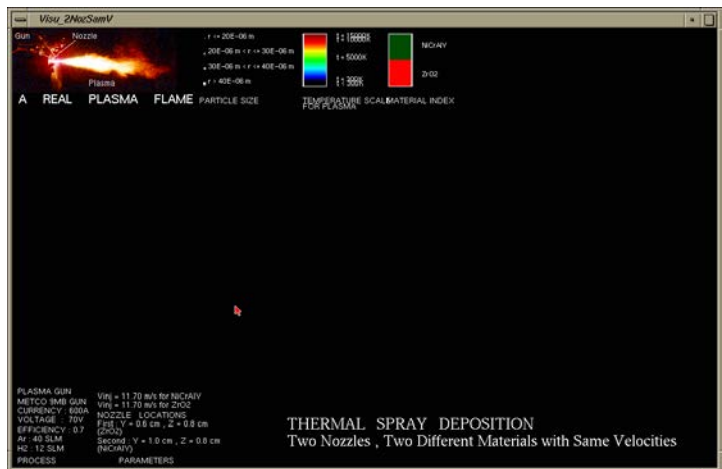 Visu_2NozSamV
Gun Nozzle
Plasma
A REAL PLASMA FLAME
. r <= 20E-06 m
. 20E-06 m < r <= 30E-06 m
. 30E-06 m < r <= 40E-06 m
. r > 40E-06 m
PARTICLE SIZE
t = 5000K
TEMPERATURE SCALE
FOR PLASMA
NiCrAlY
ZrO2
MATERIAL INDEX
PLASMA GUN
METCO 9MB GUN
CURRENCY : 600A
VOLTAGE : 70V
EFFICIENCY : 0.7
Ar : 40 SLM
H2 : 12 SLM
PROCESS PARAMETERS
Vinj = 11.70 m/s for NiCrAlY
Vinj = 11.70 m/s for ZrO2
NOZZLE LOCATIONS
First : Y = 0.6 cm , Z = 0.8 cm
(ZrO2)
Second : Y = 1.0 cm , Z = 0.8 cm
(NiCrAlY)
THERMAL SPRAY DEPOSITION
Two Nozzles , Two Different Materials with Same Velocities